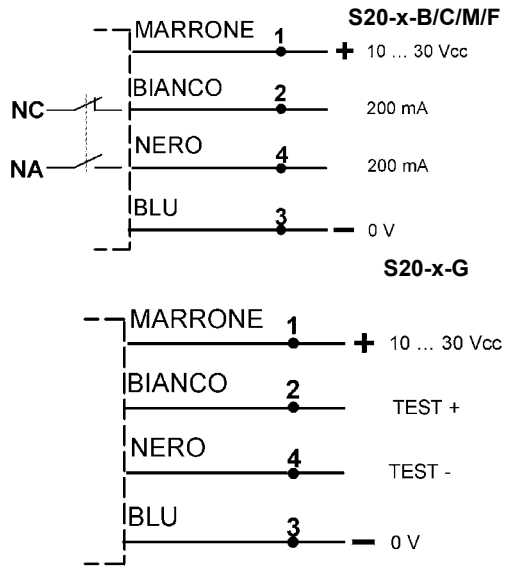 S20-x-B/C/M/F
MARRONE 1 + 10 ... 30 Vcc
NC BIANCO 2 200 mA
NA NERO 4 200 mA
BLU 3 − 0 V
S20-x-G
MARRONE 1 + 10 ... 30 Vcc
BIANCO 2 TEST +
NERO 4 TEST -
BLU 3 − 0 V